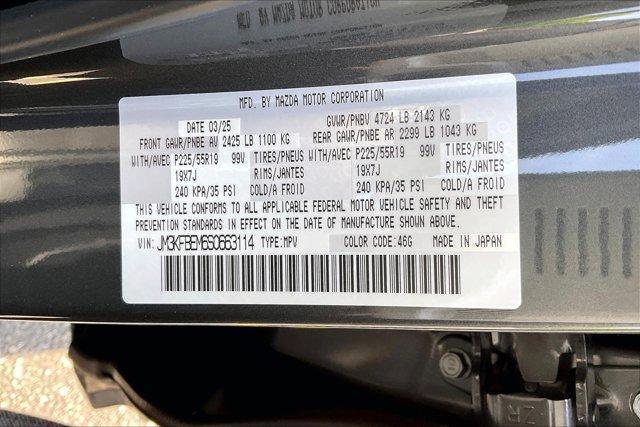 MFD. BY MAZDA MOTOR CORPORATION
DATE 03/25 GVWR/PNBV 4724 LB 2143 KG
FRONT GAWR/PNBE AV 2425 LB 1100 KG REAR GAWR/PNBE AR 2299 LB 1043 KG
WITH/AVEC P225/55R19 99V TIRES/PNEUS WITH/AVEC P225/55R19 99V TIRES/PNEUS
19X7J RIMS/JANTES 19X7J RIMS/JANTES
240 KPA/35 PSI COLD/A FROID 240 KPA/35 PSI COLD/A FROID
THIS VEHICLE CONFORMS TO ALL APPLICABLE FEDERAL MOTOR VEHICLE SAFETY AND THEFT
PREVENTION STANDARDS IN EFFECT ON THE DATE OF MANUFACTURE SHOWN ABOVE.
VIN: JM3KFBEM6S0663114 TYPE:MPV COLOR CODE:46G MADE IN JAPAN
ZR